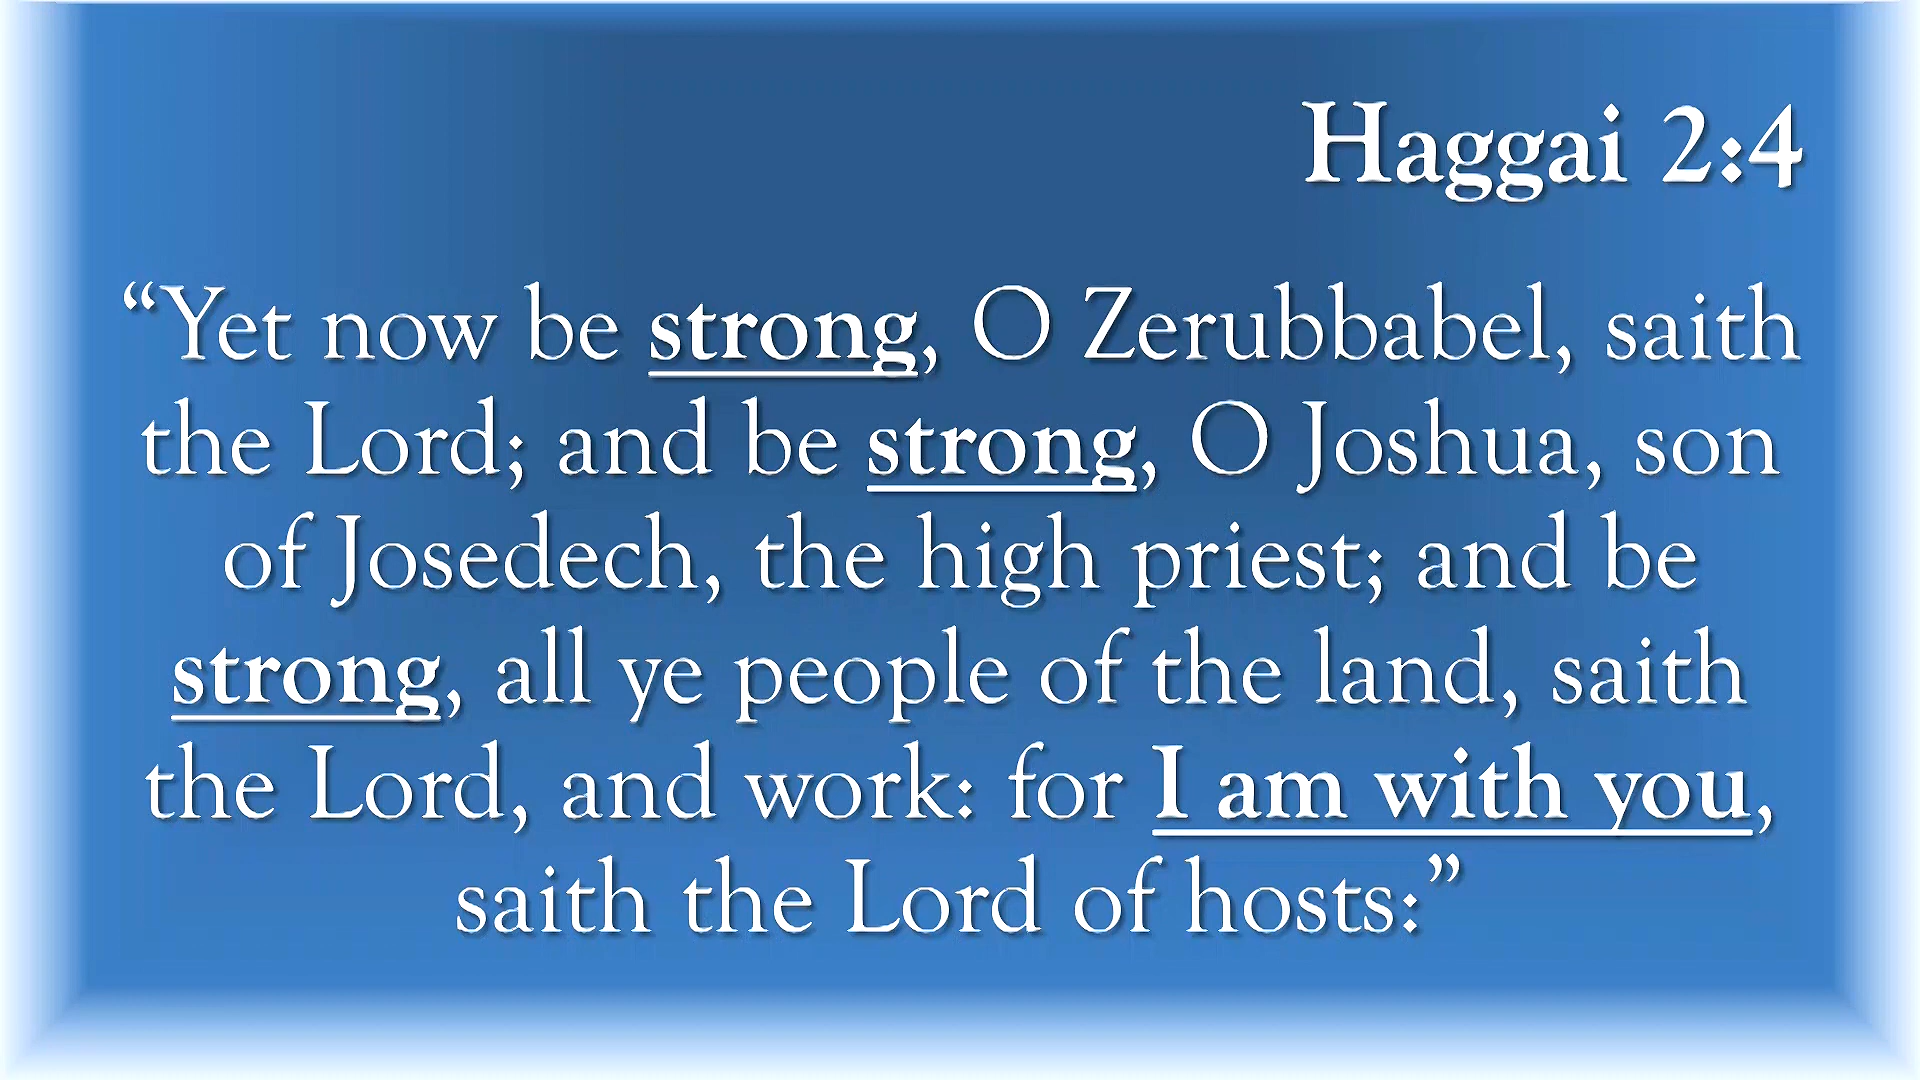 Haggai 2:4
“Yet now be strong, O Zerubbabel, saith
the Lord; and be strong, O Joshua, son
of Josedech, the high priest; and be
strong, all ye people of the land, saith
the Lord, and work: for I am with you,
saith the Lord of hosts:”